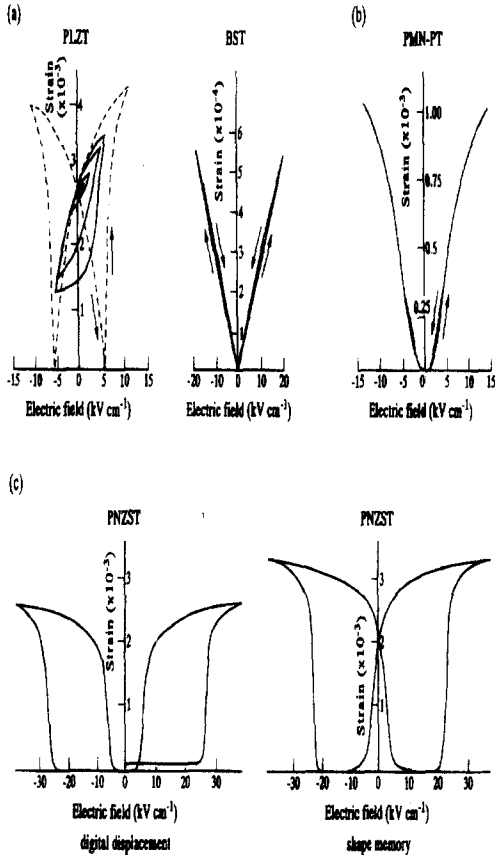 (a)
PLZT
Strain (x10⁻³)
4
3
2
1
-15 -10 -5 0 5 10 15
Electric field (kV cm⁻¹)
BST
Strain (×10⁻⁴)
6
5
4
3
2
1
-20 -10 0 10 20
Electric field (kV cm⁻¹)
(b)
PMN-PT
Strain (×10⁻³)
1.00
0.75
0.5
0.25
-15 -10 -5 0 5 10 15
Electric field (kV cm⁻¹)
(c)
PNZST
Strain (×10⁻³)
3
2
1
-30 -20 -10 0 10 20 30
Electric field (kV cm⁻¹)
digital displacement
PNZST
Strain (×10⁻³)
3
2
1
-30 -20 -10 0 10 20 30
Electric field (kV cm⁻¹)
shape memory